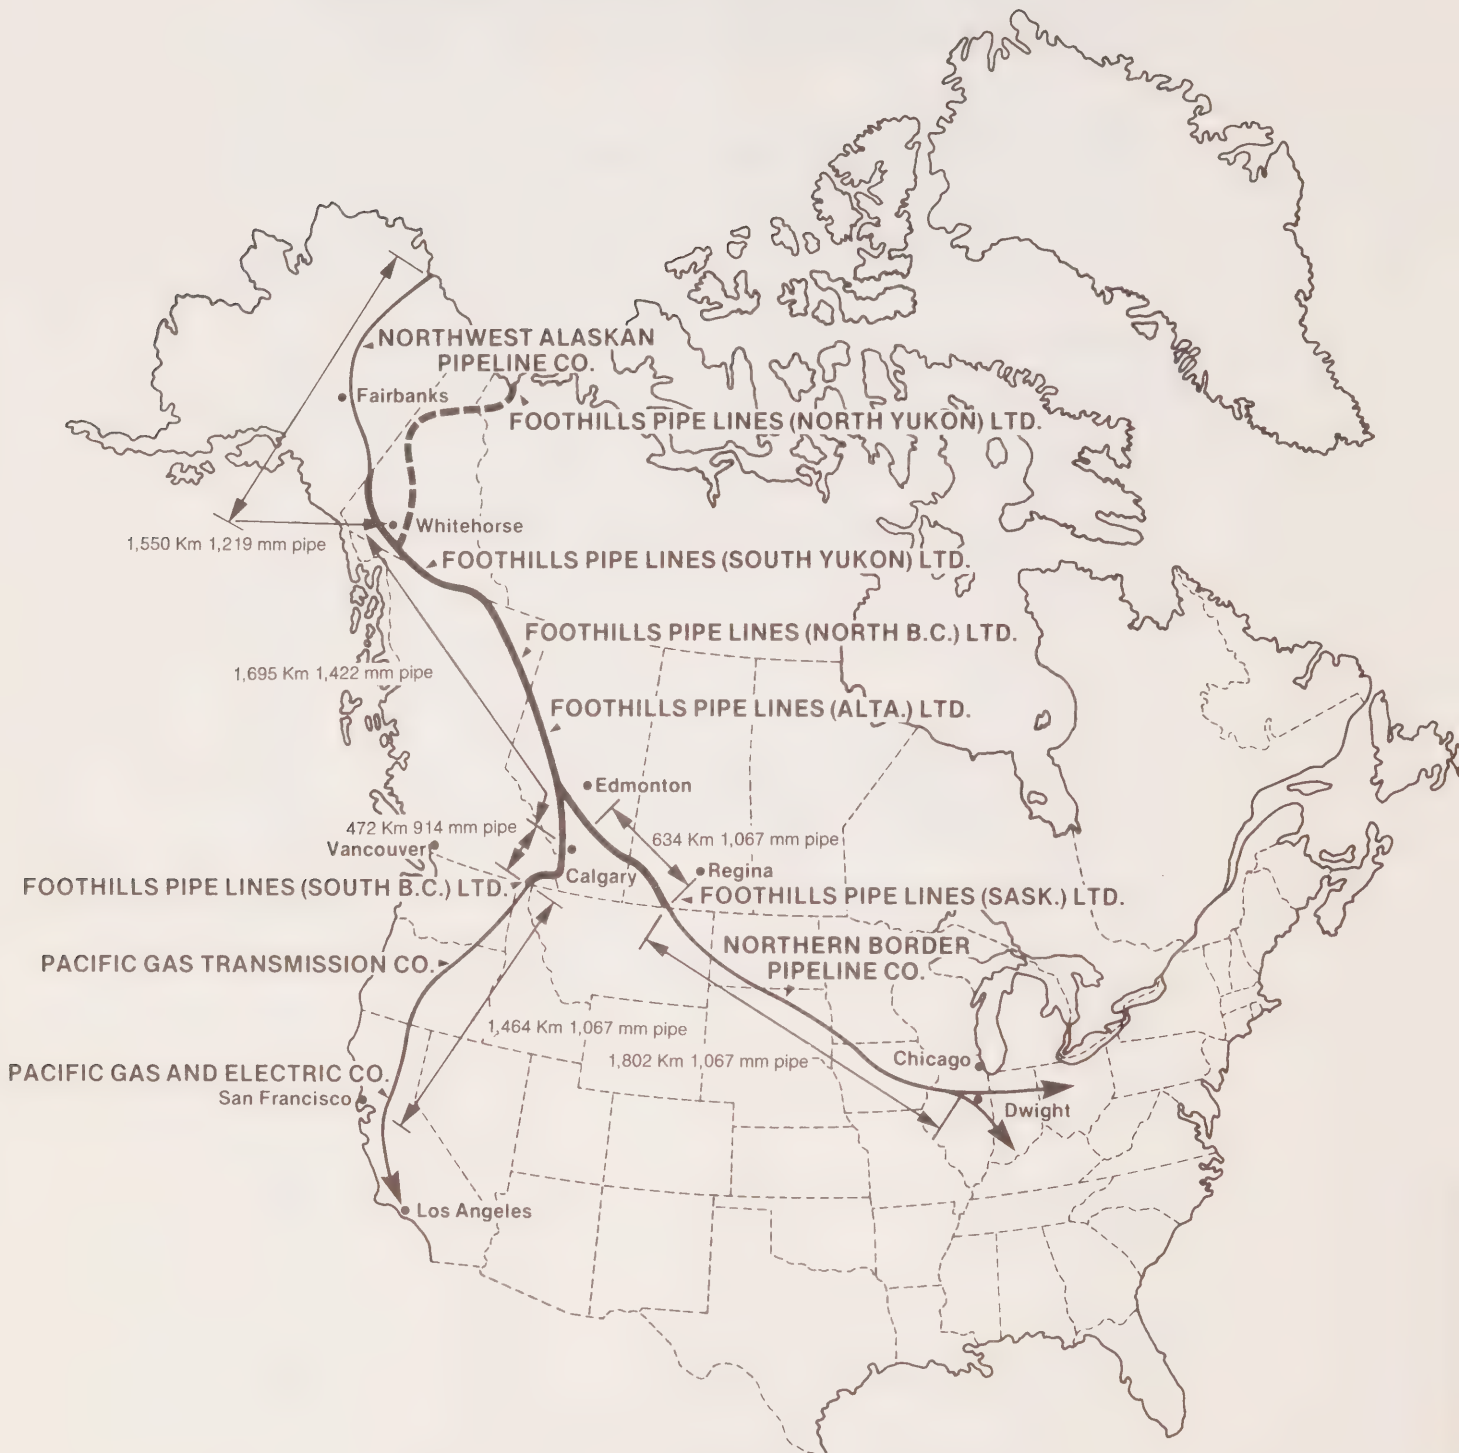 NORTHWEST ALASKAN
PIPELINE CO.
Fairbanks
FOOTHILLS PIPE LINES (NORTH YUKON) LTD.
Whitehorse
1,550 Km 1,219 mm pipe
FOOTHILLS PIPE LINES (SOUTH YUKON) LTD.
FOOTHILLS PIPE LINES (NORTH B.C.) LTD.
1,695 Km 1,422 mm pipe
FOOTHILLS PIPE LINES (ALTA.) LTD.
Edmonton
472 Km 914 mm pipe
634 Km 1,067 mm pipe
Vancouver
Calgary
Regina
FOOTHILLS PIPE LINES (SOUTH B.C.) LTD.
FOOTHILLS PIPE LINES (SASK.) LTD.
NORTHERN BORDER
PIPELINE CO.
PACIFIC GAS TRANSMISSION CO.
1,464 Km 1,067 mm pipe
1,802 Km 1,067 mm pipe
Chicago
PACIFIC GAS AND ELECTRIC CO.
San Francisco
Dwight
Los Angeles